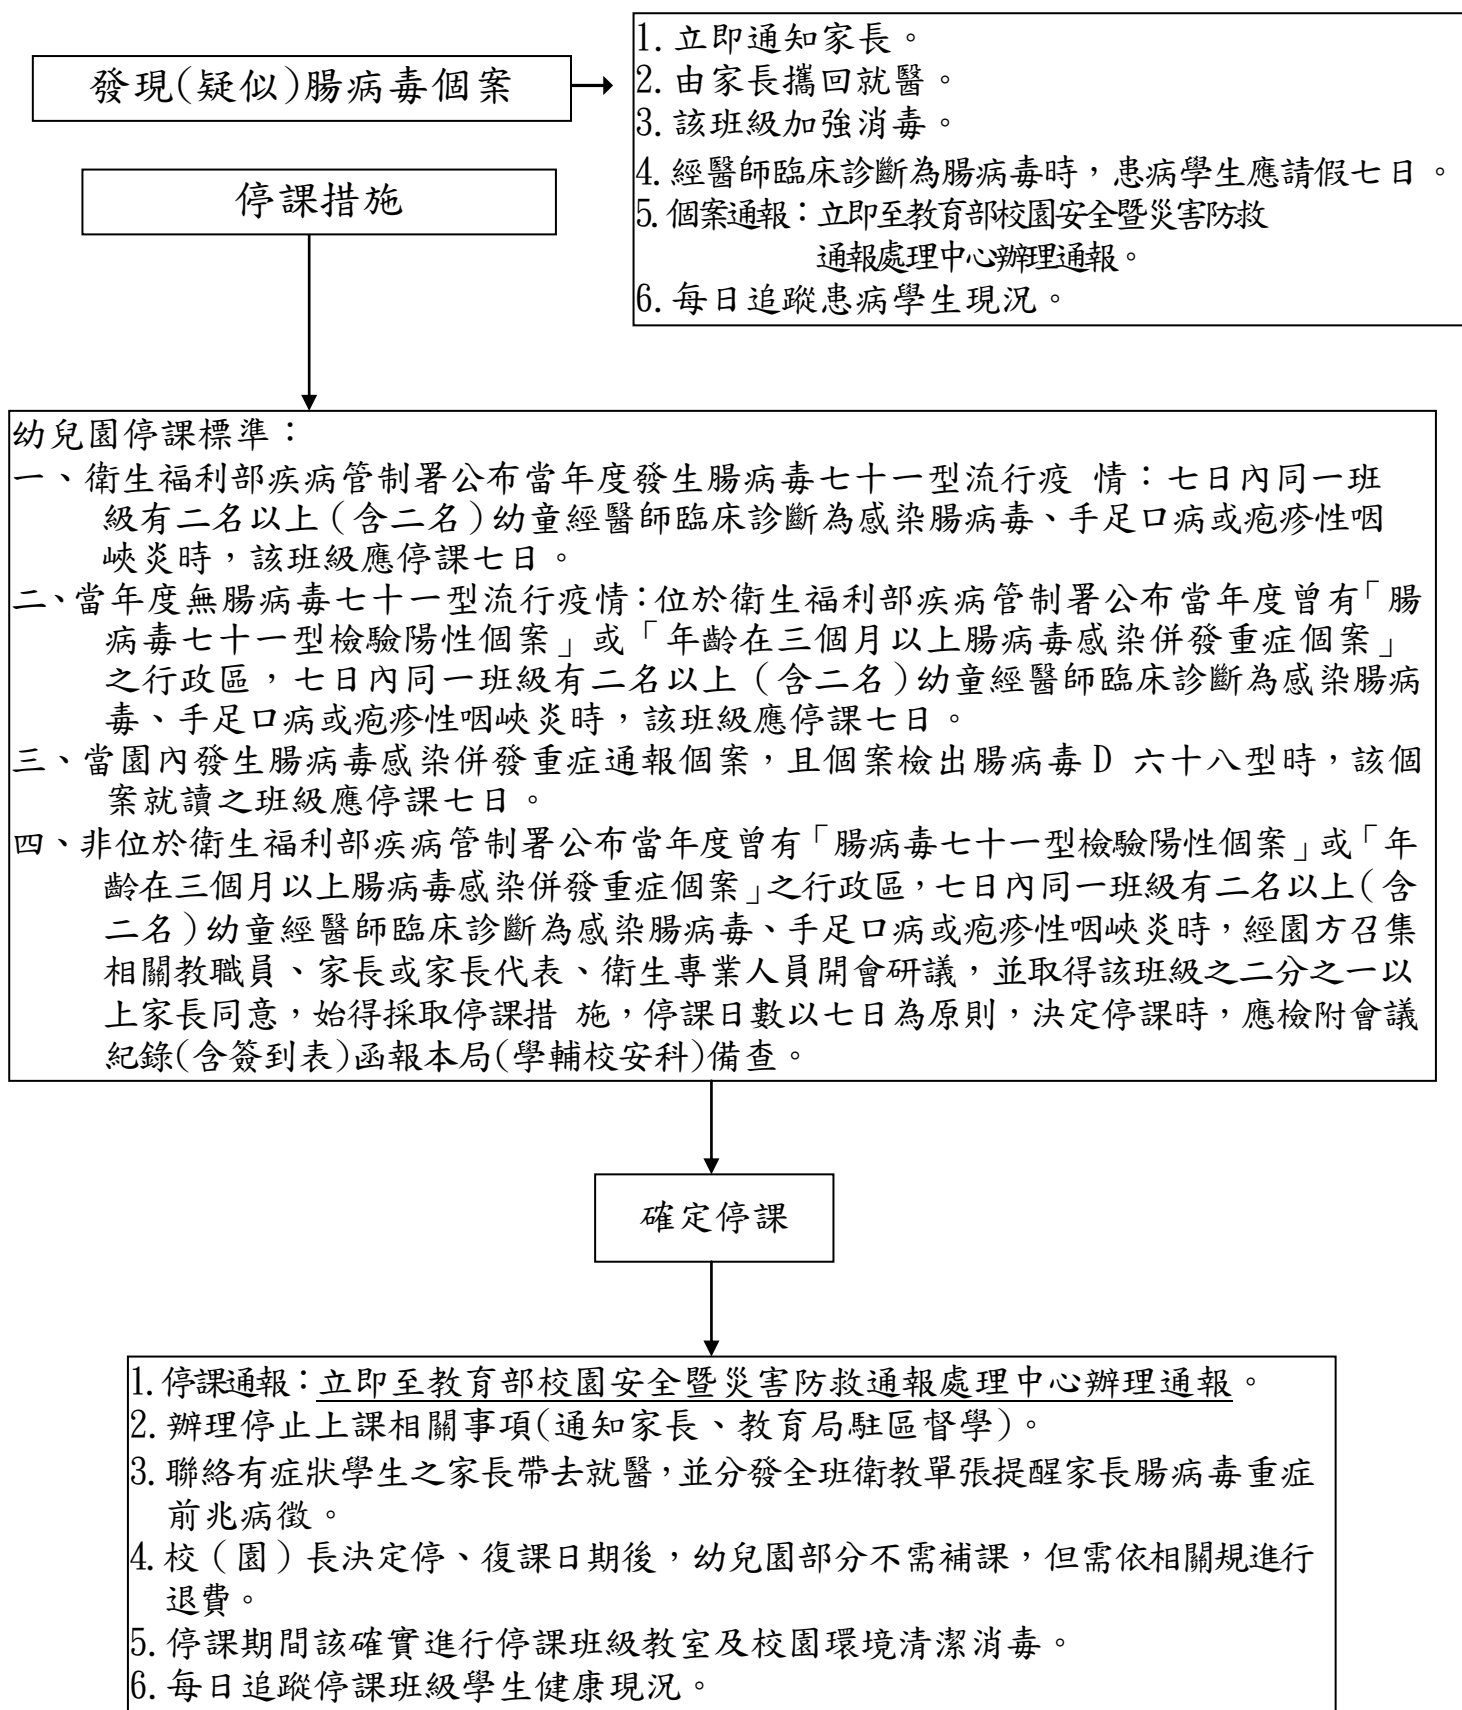 發現(疑似)腸病毒個案
1. 立即通知家長。
2. 由家長攜回就醫。
3. 該班級加強消毒。
4. 經醫師臨床診斷為腸病毒時，患病學生應請假七日。
5. 個案通報：立即至教育部校園安全暨災害防救
通報處理中心辦理通報。
6. 每日追蹤患病學生現況。
停課措施
幼兒園停課標準：
一、衛生福利部疾病管制署公布當年度發生腸病毒七十一型流行疫 情：七日內同一班
級有二名以上（含二名）幼童經醫師臨床診斷為感染腸病毒、手足口病或疱疹性咽
峽炎時，該班級應停課七日。
二、當年度無腸病毒七十一型流行疫情：位於衛生福利部疾病管制署公布當年度曾有「腸
病毒七十一型檢驗陽性個案」或「年齡在三個月以上腸病毒感染併發重症個案」
之行政區，七日內同一班級有二名以上（含二名）幼童經醫師臨床診斷為感染腸病
毒、手足口病或疱疹性咽峽炎時，該班級應停課七日。
三、當園內發生腸病毒感染併發重症通報個案，且個案檢出腸病毒 D 六十八型時，該個
案就讀之班級應停課七日。
四、非位於衛生福利部疾病管制署公布當年度曾有「腸病毒七十一型檢驗陽性個案」或「年
齡在三個月以上腸病毒感染併發重症個案」之行政區，七日內同一班級有二名以上（含
二名）幼童經醫師臨床診斷為感染腸病毒、手足口病或疱疹性咽峽炎時，經園方召集
相關教職員、家長或家長代表、衛生專業人員開會研議，並取得該班級之二分之一以
上家長同意，始得採取停課措 施，停課日數以七日為原則，決定停課時，應檢附會議
紀錄(含簽到表)函報本局(學輔校安科)備查。
確定停課
1. 停課通報：立即至教育部校園安全暨災害防救通報處理中心辦理通報。
2. 辦理停止上課相關事項(通知家長、教育局駐區督學)。
3. 聯絡有症狀學生之家長帶去就醫，並分發全班衛教單張提醒家長腸病毒重症
前兆病徵。
4. 校（園）長決定停、復課日期後，幼兒園部分不需補課，但需依相關規進行
退費。
5. 停課期間該確實進行停課班級教室及校園環境清潔消毒。
6. 每日追蹤停課班級學生健康現況。